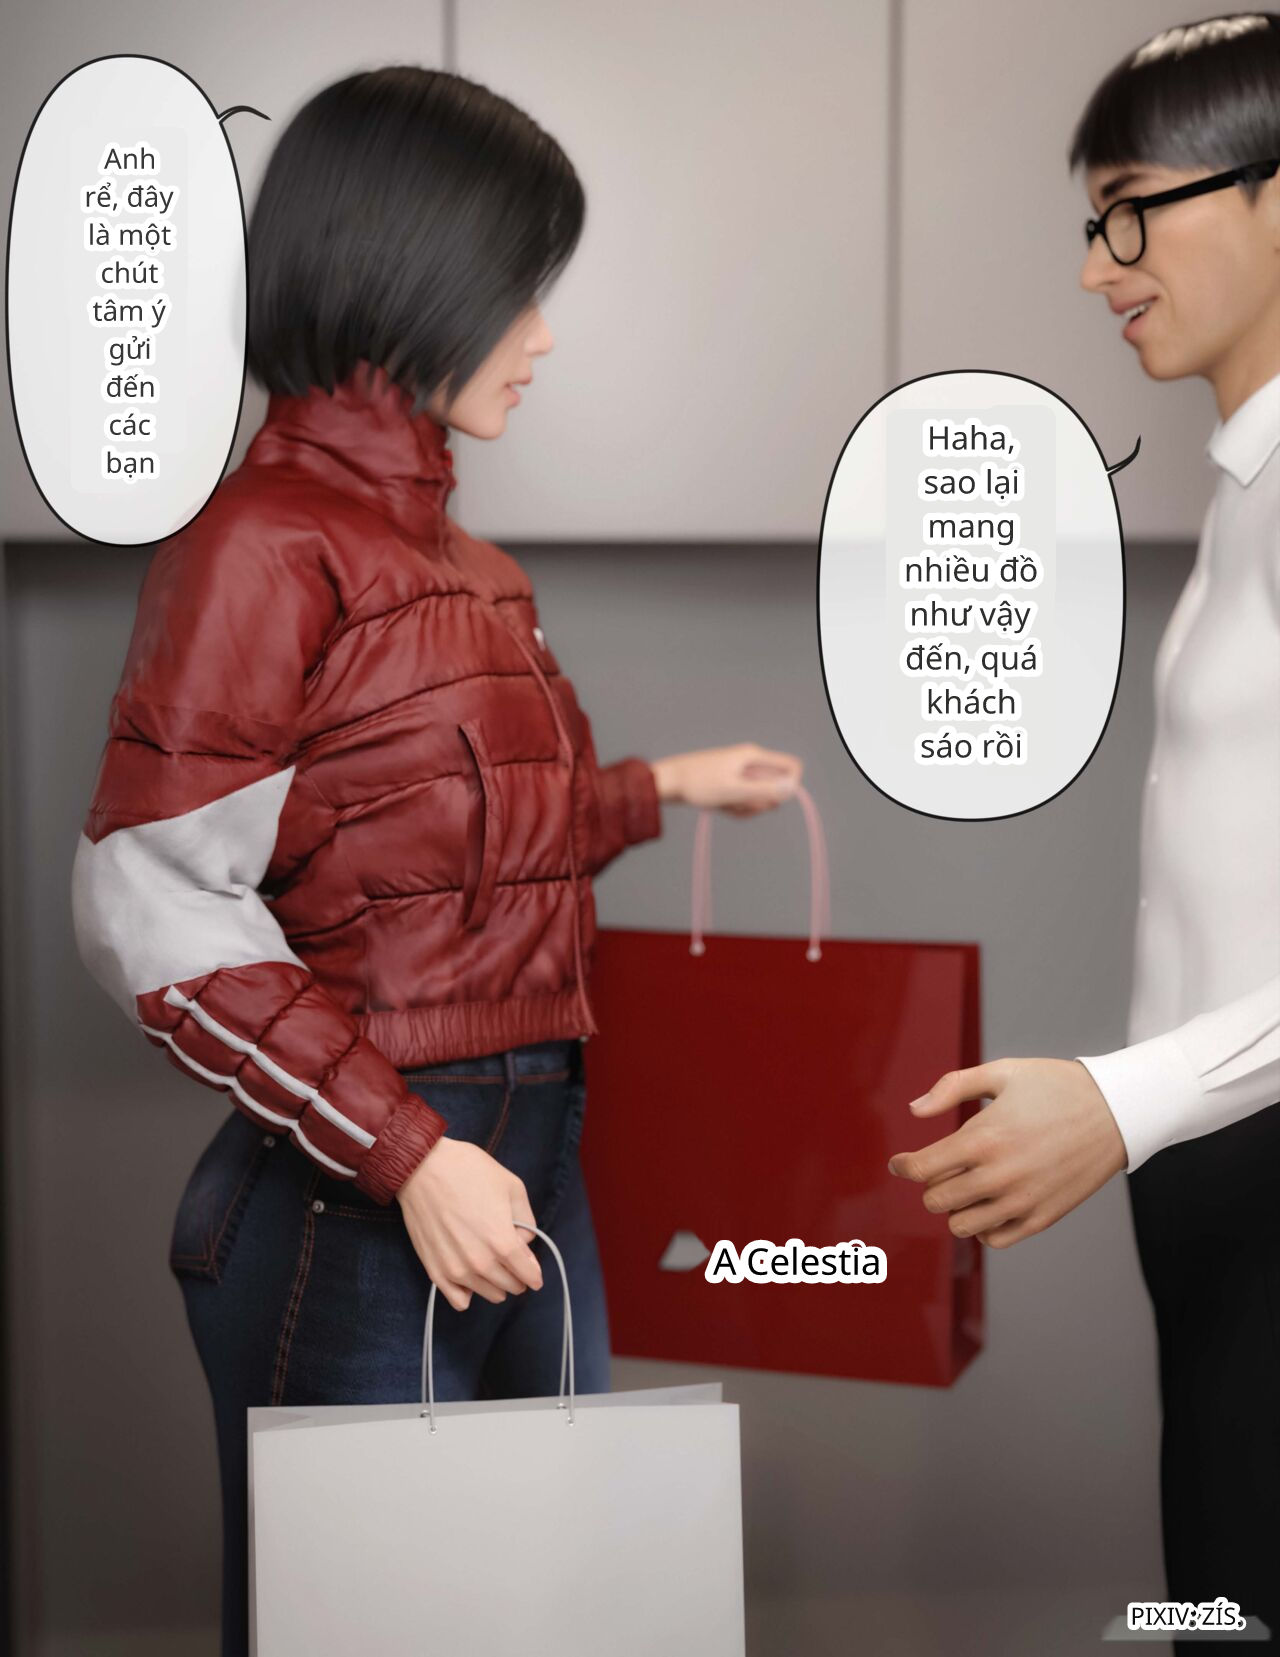 Anh
rể, đây
là một
chút
tâm ý
gửi
đến
các
bạn
Haha,
sao lại
mang
nhiều đồ
như vậy
đến, quá
khách
sáo rồi
A Celestia
PIXIV: ZÍS.